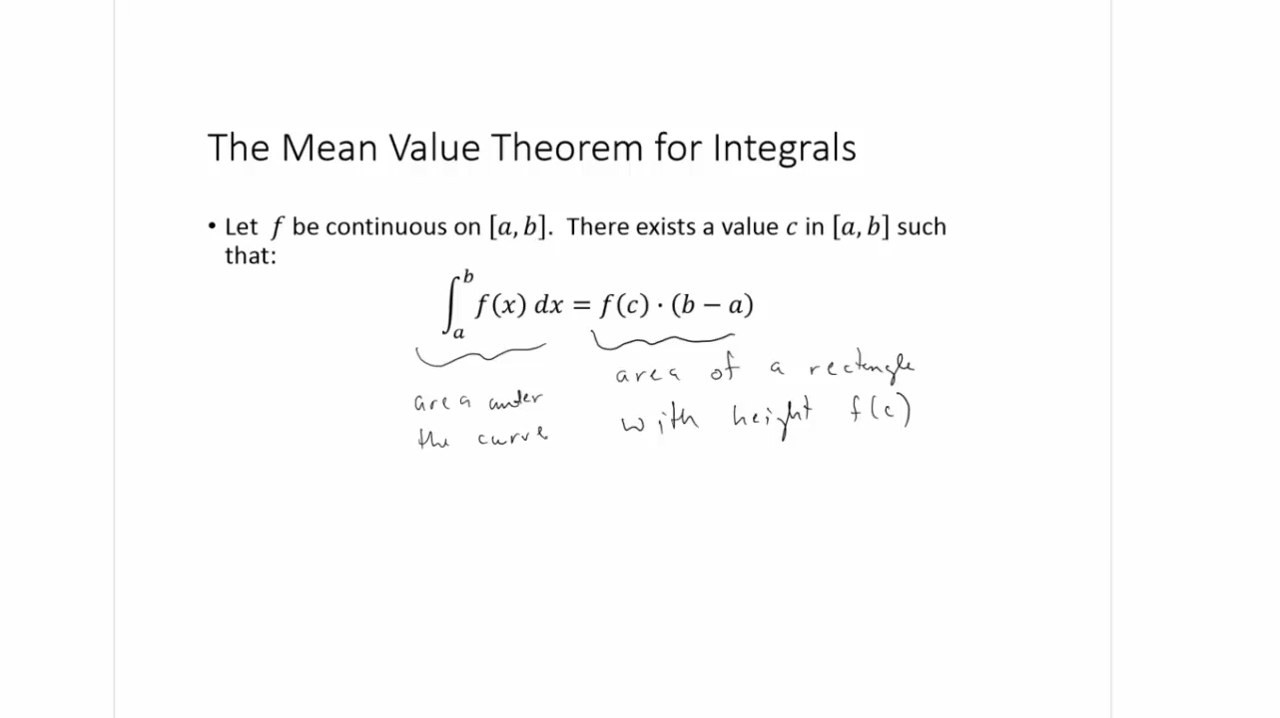 The Mean Value Theorem for Integrals
• Let f be continuous on [a, b]. There exists a value c in [a, b] such
that:
∫_a^b f(x) dx = f(c) · (b − a)
area under
the curve
area of a rectangle
with height f(c)